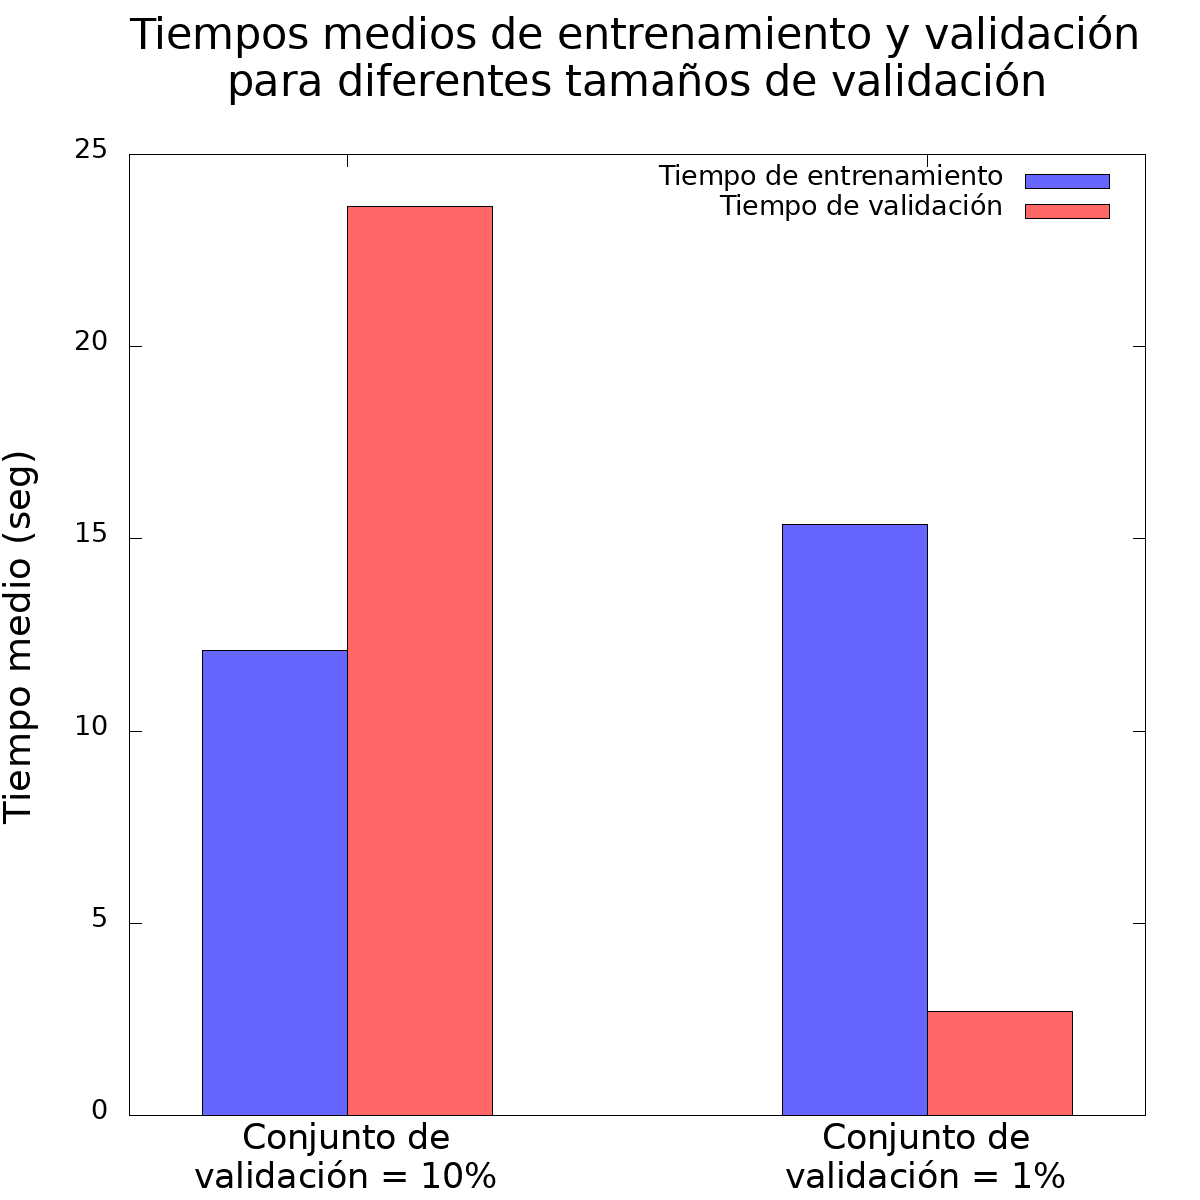 Tiempos medios de entrenamiento y validación
para diferentes tamaños de validación
25
Tiempo de entrenamiento
Tiempo de validación
20
15
10
5
0
Tiempo medio (seg)
Conjunto de
validación = 10%
Conjunto de
validación = 1%